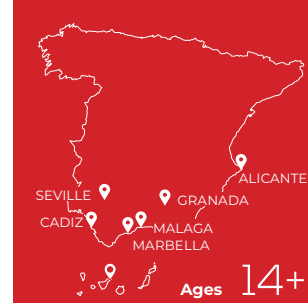 ALICANTE
SEVILLE
GRANADA
CADIZ
MALAGA
MARBELLA
Ages 14+